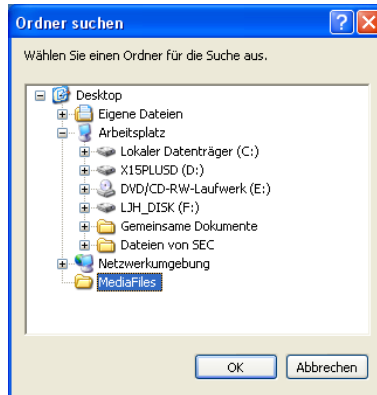 Ordner suchen
Wählen Sie einen Ordner für die Suche aus.
Desktop
Eigene Dateien
Arbeitsplatz
Lokaler Datenträger (C:)
X15PLUSD (D:)
DVD/CD-RW-Laufwerk (E:)
LJH_DISK (F:)
Gemeinsame Dokumente
Dateien von SEC
Netzwerkumgebung
MediaFiles
OK Abbrechen